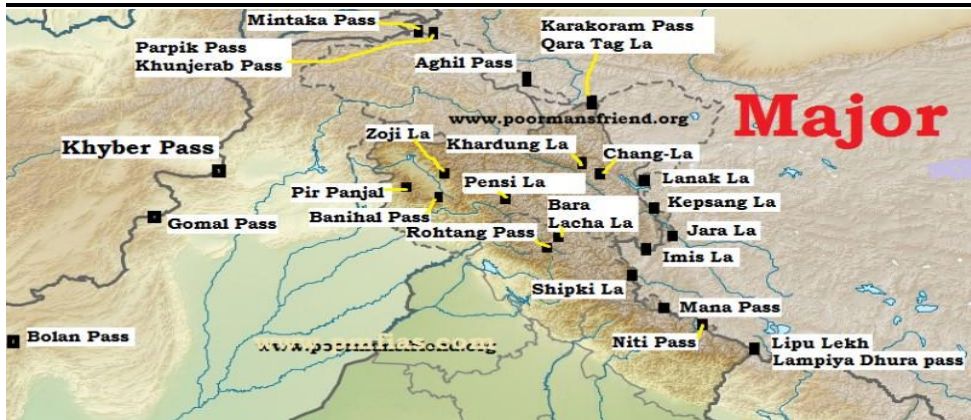 Mintaka Pass
Karakoram Pass
Qara Tag La
Parpik Pass
Khunjerab Pass
Aghil Pass
Major
www.poormansfriend.org
Zoji La
Khardung La
Chang-La
Khyber Pass
Lanak La
Pir Panjal
Pensi La
Kepsang La
Banihal Pass
Bara
Lacha La
Gomal Pass
Rohtang Pass
Jara La
Imis La
Shipki La
Mana Pass
Bolan Pass
Niti Pass
Lipu Lekh
Lampiya Dhura pass